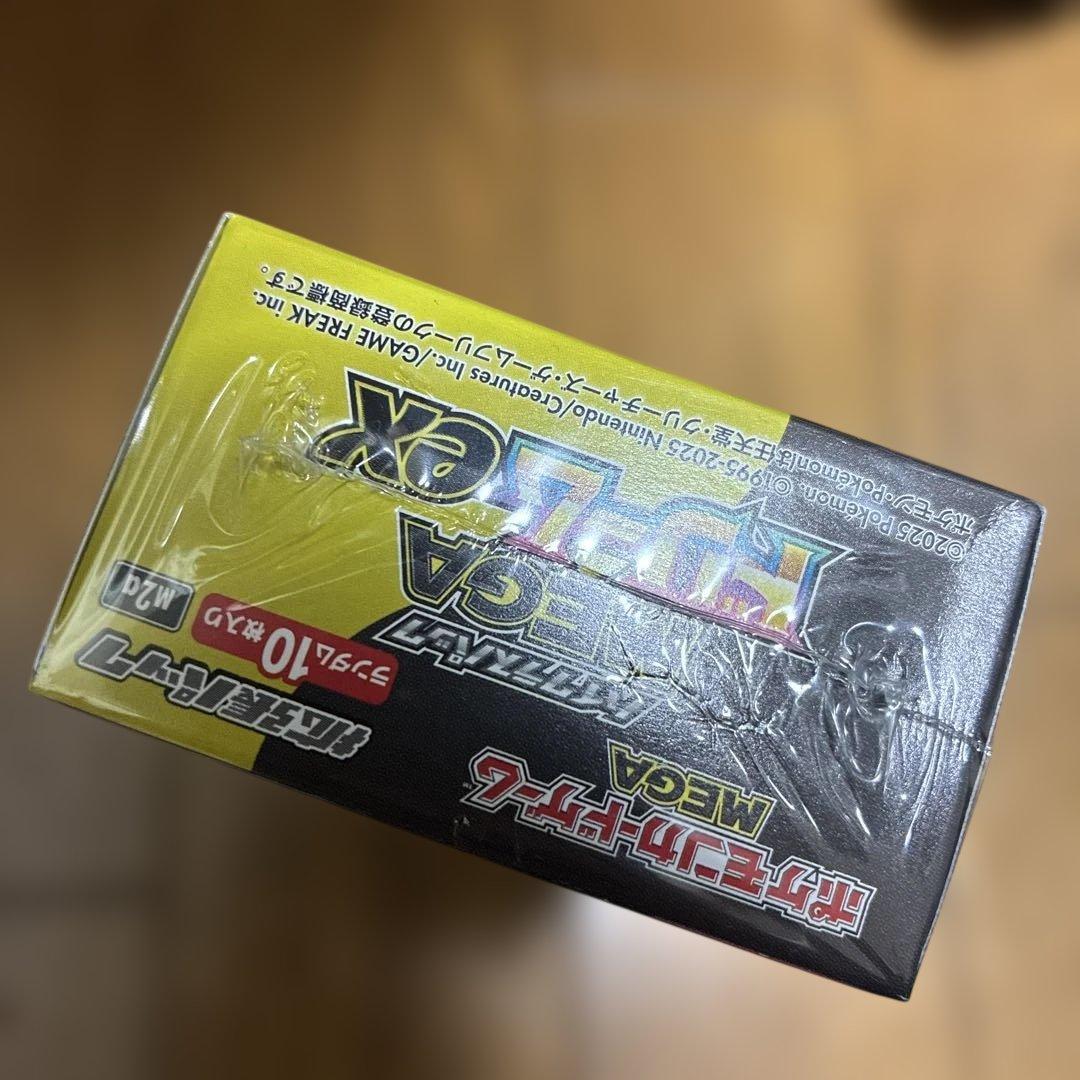 ポケモンカードゲーム™
MEGA
拡張パック
ランダム10枚入り
M2a
ハイクラスパック
MEGA
ドリームex
©2025 Pokémon. ©1995-2025 Nintendo/Creatures Inc./GAME FREAK inc.
ポケモン・Pokémonは任天堂・クリーチャーズ・ゲームフリークの登録商標です。